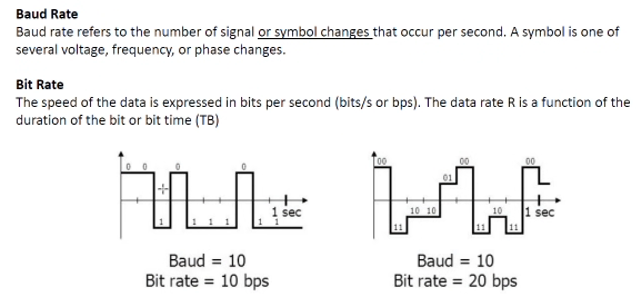 Baud Rate
Baud rate refers to the number of signal or symbol changes that occur per second. A symbol is one of
several voltage, frequency, or phase changes.
Bit Rate
The speed of the data is expressed in bits per second (bits/s or bps). The data rate R is a function of the
duration of the bit or bit time (TB)
0 0 0 0
1 1 1 1 1 1
1 sec
Baud = 10
Bit rate = 10 bps
00 00 00
01
10 10 10
11 11 11
1 sec
Baud = 10
Bit rate = 20 bps